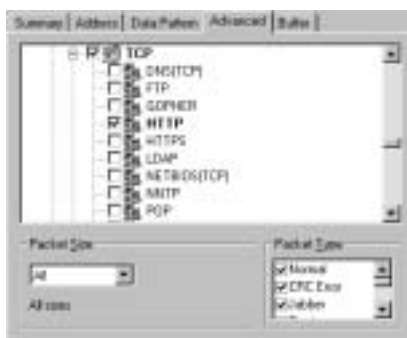 Summary Address Data Pattern Advanced Buffer
TCP
DNS(TCP)
FTP
GOPHER
HTTP
HTTPS
LDAP
NETBIOS(TCP)
NNTP
POP
Packet Size
Packet Type
All
Normal
CRC Error
All sizes
Jabber